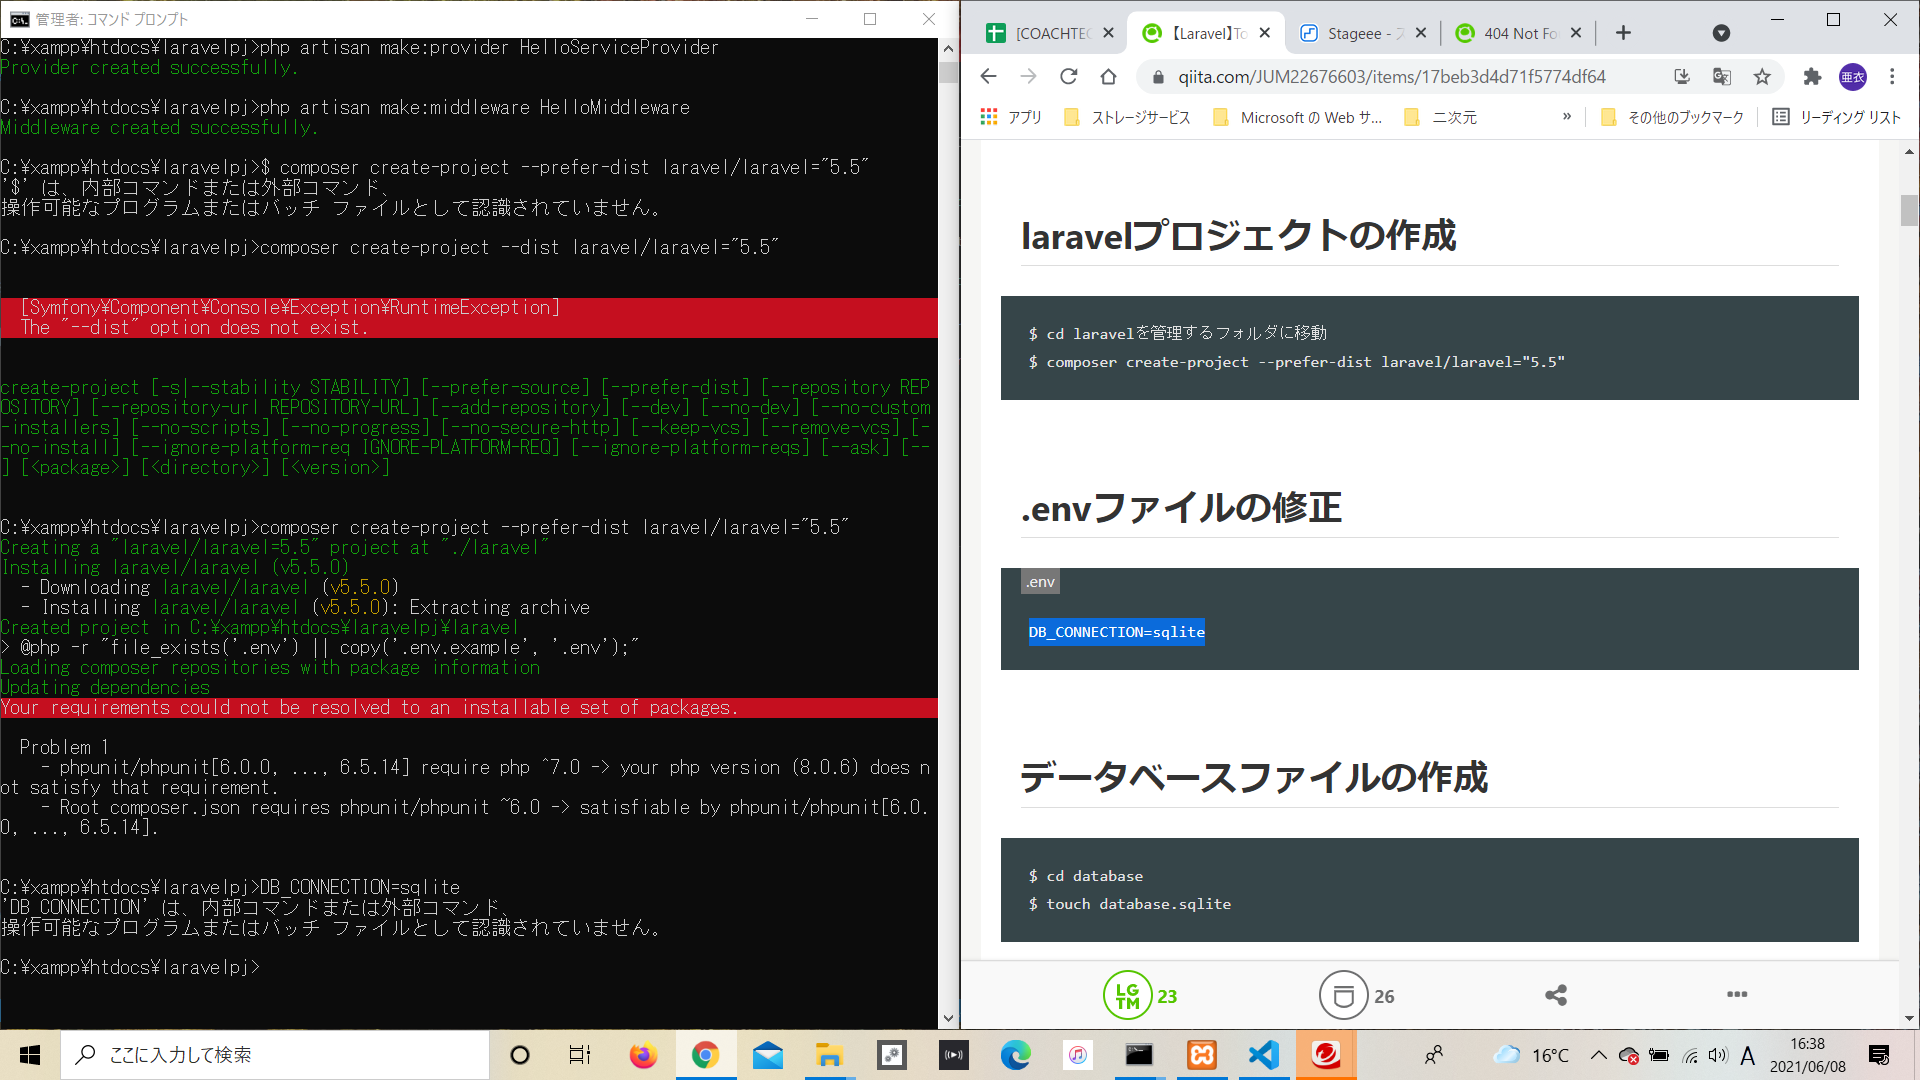 管理者: コマンド プロンプト
C:¥xampp¥htdocs¥laravelpj>php artisan make:provider HelloServiceProvider
Provider created successfully.
C:¥xampp¥htdocs¥laravelpj>php artisan make:middleware HelloMiddleware
Middleware created successfully.
C:¥xampp¥htdocs¥laravelpj>$ composer create-project --prefer-dist laravel/laravel="5.5"
'$' は、内部コマンドまたは外部コマンド、
操作可能なプログラムまたはバッチ ファイルとして認識されていません。
C:¥xampp¥htdocs¥laravelpj>composer create-project --dist laravel/laravel="5.5"
[Symfony¥Component¥Console¥Exception¥RuntimeException]
The "--dist" option does not exist.
create-project [-s|--stability STABILITY] [--prefer-source] [--prefer-dist] [--repository REP
OSITORY] [--repository-url REPOSITORY-URL] [--add-repository] [--dev] [--no-dev] [--no-custom
-installers] [--no-scripts] [--no-progress] [--no-secure-http] [--keep-vcs] [--remove-vcs] [-
-no-install] [--ignore-platform-req IGNORE-PLATFORM-REQ] [--ignore-platform-reqs] [--ask] [--
] [<package>] [<directory>] [<version>]
C:¥xampp¥htdocs¥laravelpj>composer create-project --prefer-dist laravel/laravel="5.5"
Creating a "laravel/laravel=5.5" project at "./laravel"
Installing laravel/laravel (v5.5.0)
- Downloading laravel/laravel (v5.5.0)
- Installing laravel/laravel (v5.5.0): Extracting archive
Created project in C:¥xampp¥htdocs¥laravelpj¥laravel
> @php -r "file_exists('.env') || copy('.env.example', '.env');"
Loading composer repositories with package information
Updating dependencies
Your requirements could not be resolved to an installable set of packages.
Problem 1
- phpunit/phpunit[6.0.0, ..., 6.5.14] require php ^7.0 -> your php version (8.0.6) does n
ot satisfy that requirement.
- Root composer.json requires phpunit/phpunit ~6.0 -> satisfiable by phpunit/phpunit[6.0.
0, ..., 6.5.14].
C:¥xampp¥htdocs¥laravelpj>DB_CONNECTION=sqlite
'DB_CONNECTION' は、内部コマンドまたは外部コマンド、
操作可能なプログラムまたはバッチ ファイルとして認識されていません。
C:¥xampp¥htdocs¥laravelpj>
[COACHTEC
【Laravel】To
Stageee - ス
404 Not Fo
qiita.com/JUM22676603/items/17beb3d4d71f5774df64
亜衣
アプリ
ストレージサービス
Microsoft の Web サ...
二次元
»
その他のブックマーク
リーディング リスト
laravelプロジェクトの作成
$ cd laravelを管理するフォルダに移動
$ composer create-project --prefer-dist laravel/laravel="5.5"
.envファイルの修正
.env
DB_CONNECTION=sqlite
データベースファイルの作成
$ cd database
$ touch database.sqlite
LGTM 23
26
ここに入力して検索
16°C
A
16:38
2021/06/08